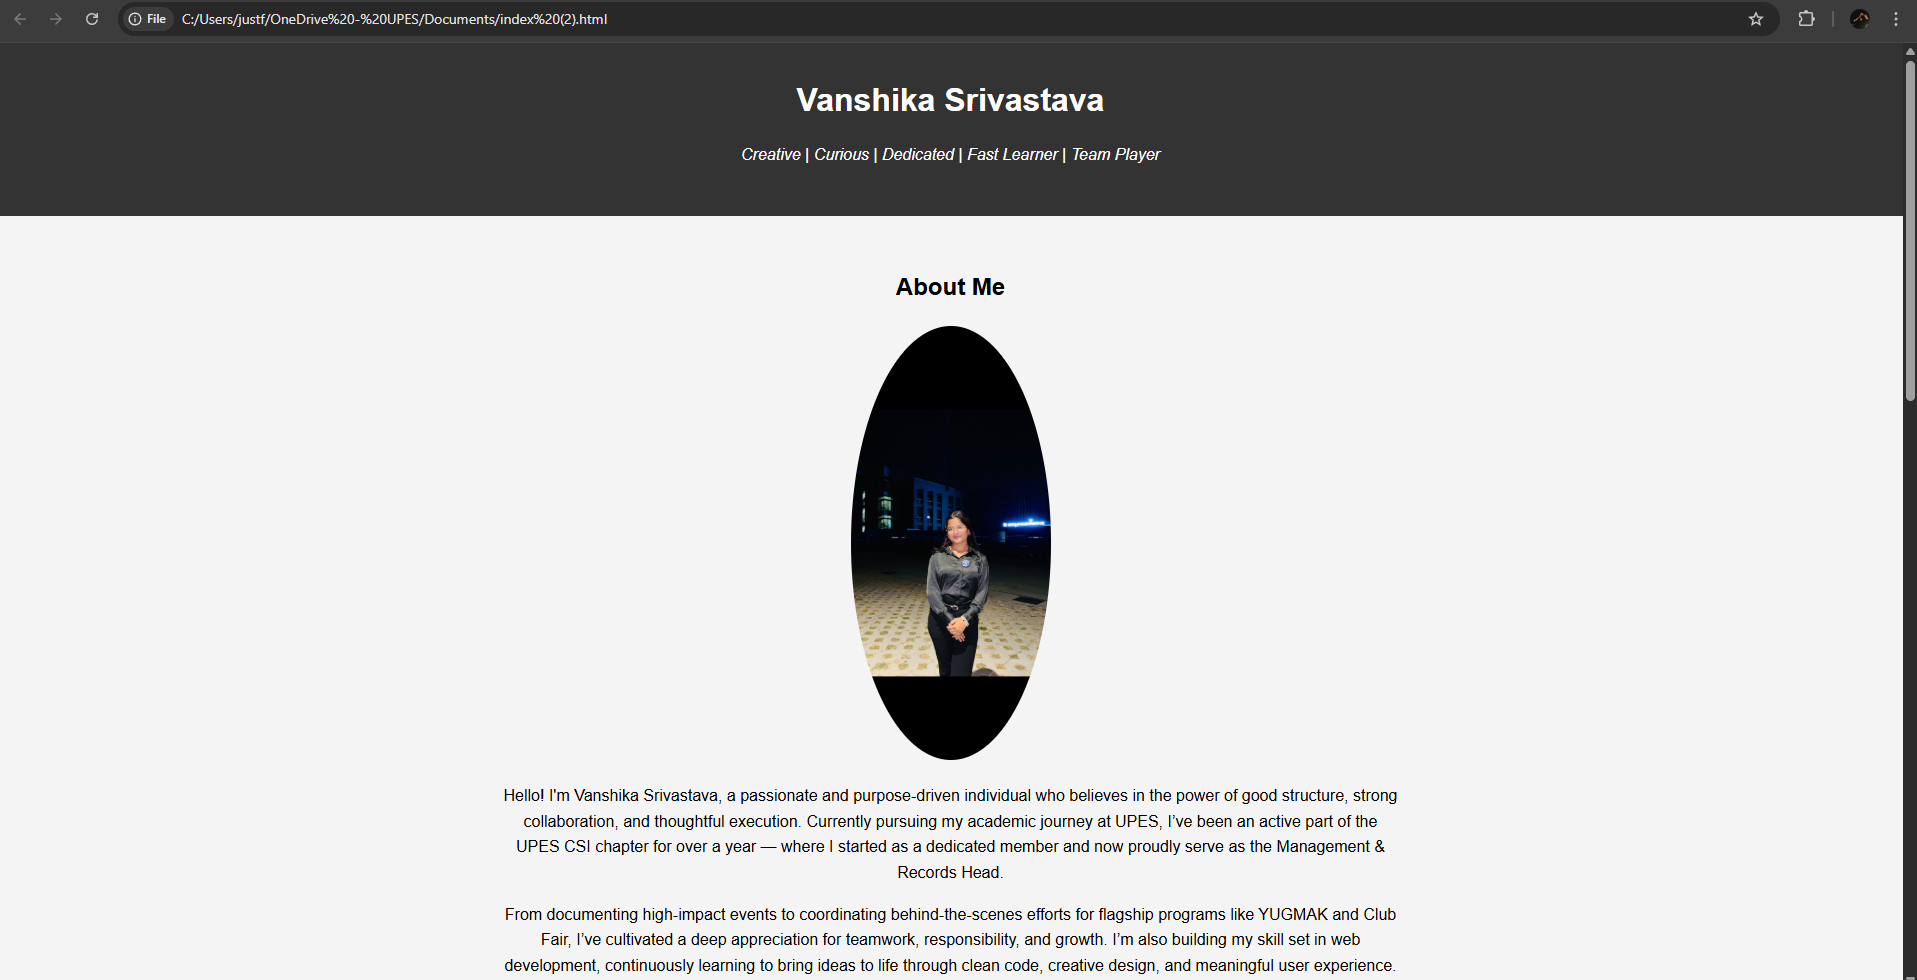 File C:/Users/justf/OneDrive%20-%20UPES/Documents/index%20(2).html
Vanshika Srivastava
Creative | Curious | Dedicated | Fast Learner | Team Player
About Me
Hello! I'm Vanshika Srivastava, a passionate and purpose-driven individual who believes in the power of good structure, strong
collaboration, and thoughtful execution. Currently pursuing my academic journey at UPES, I’ve been an active part of the
UPES CSI chapter for over a year — where I started as a dedicated member and now proudly serve as the Management &
Records Head.
From documenting high-impact events to coordinating behind-the-scenes efforts for flagship programs like YUGMAK and Club
Fair, I’ve cultivated a deep appreciation for teamwork, responsibility, and growth. I’m also building my skill set in web
development, continuously learning to bring ideas to life through clean code, creative design, and meaningful user experience.